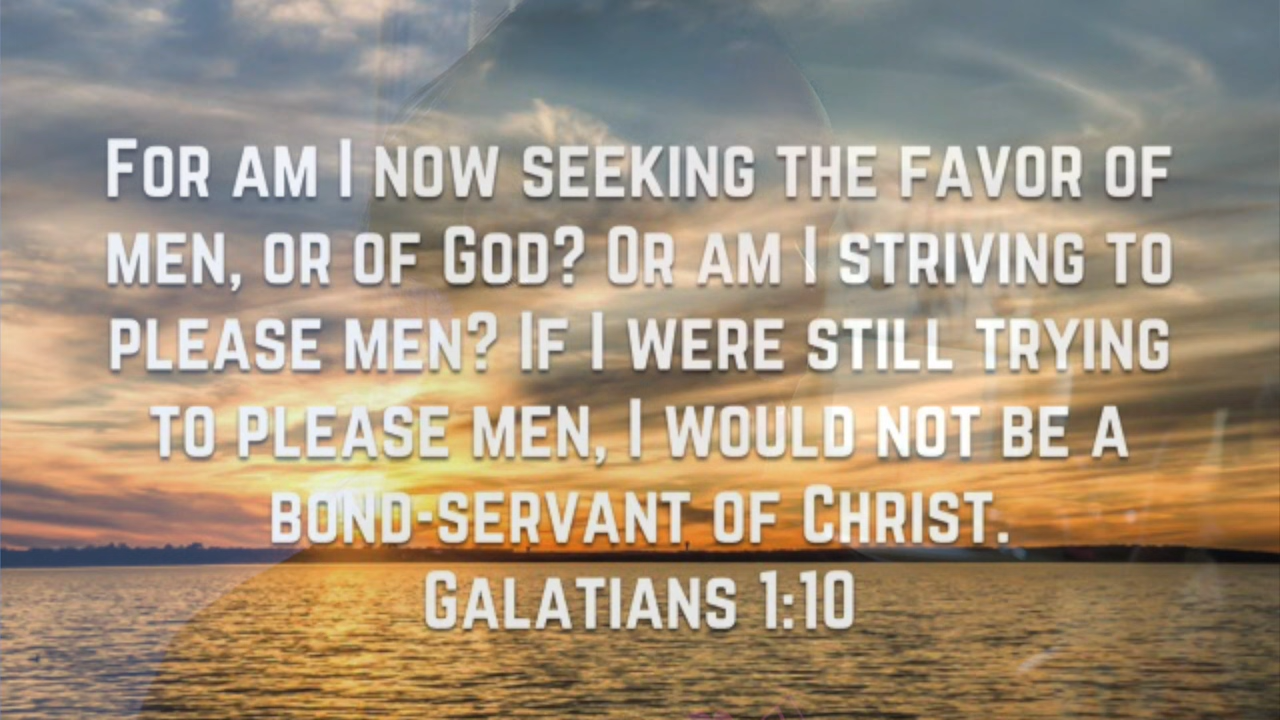 For am I now seeking the favor of
men, or of God? Or am I striving to
please men? If I were still trying
to please men, I would not be a
bond-servant of Christ.
Galatians 1:10